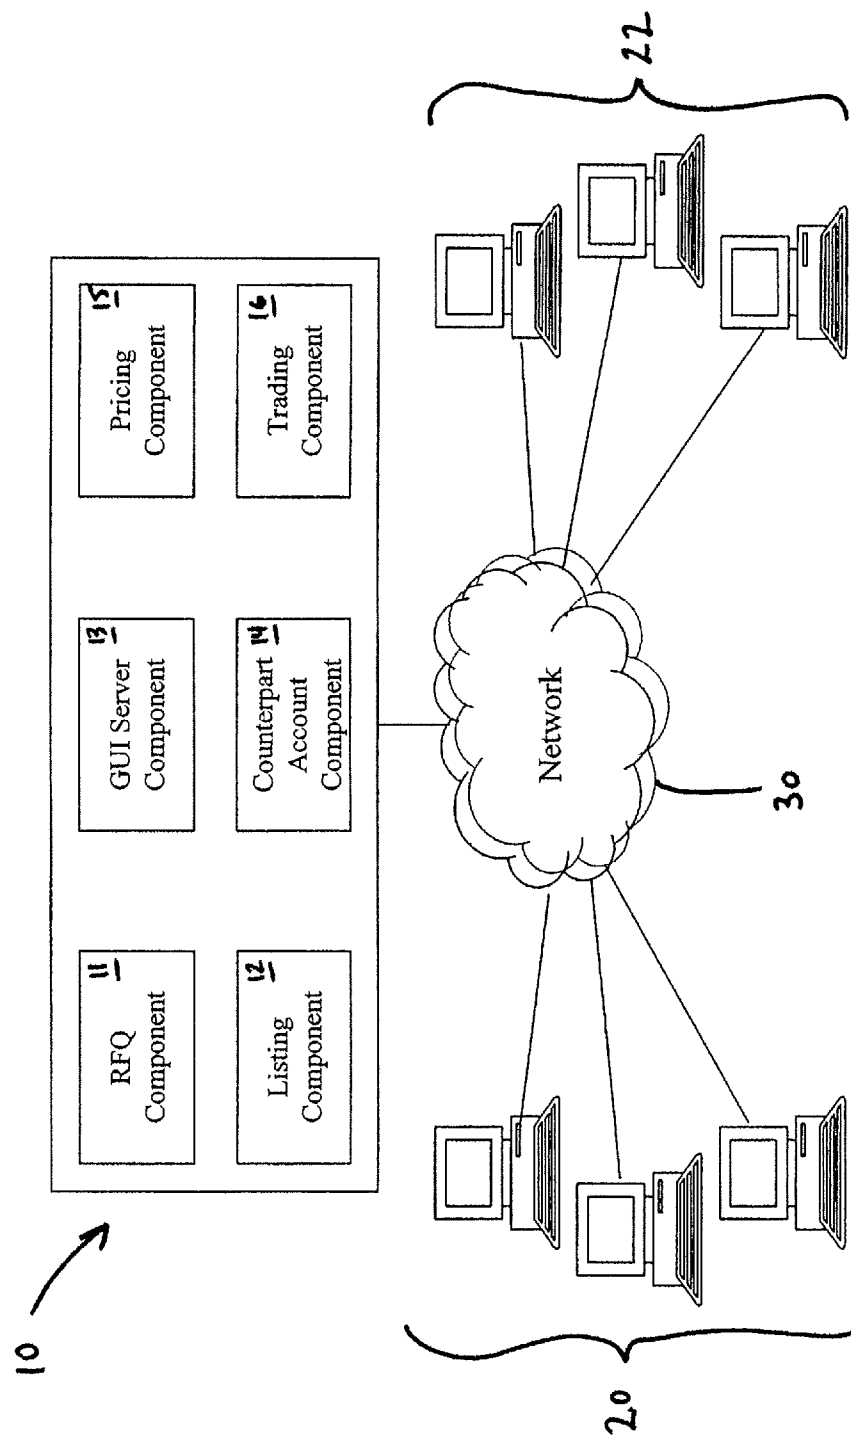 10
RFQ
Component
11
GUI Server
Component
13
Pricing
Component
15
Listing
Component
12
Counterpart
Account
Component
14
Trading
Component
16
Network
30
20
22